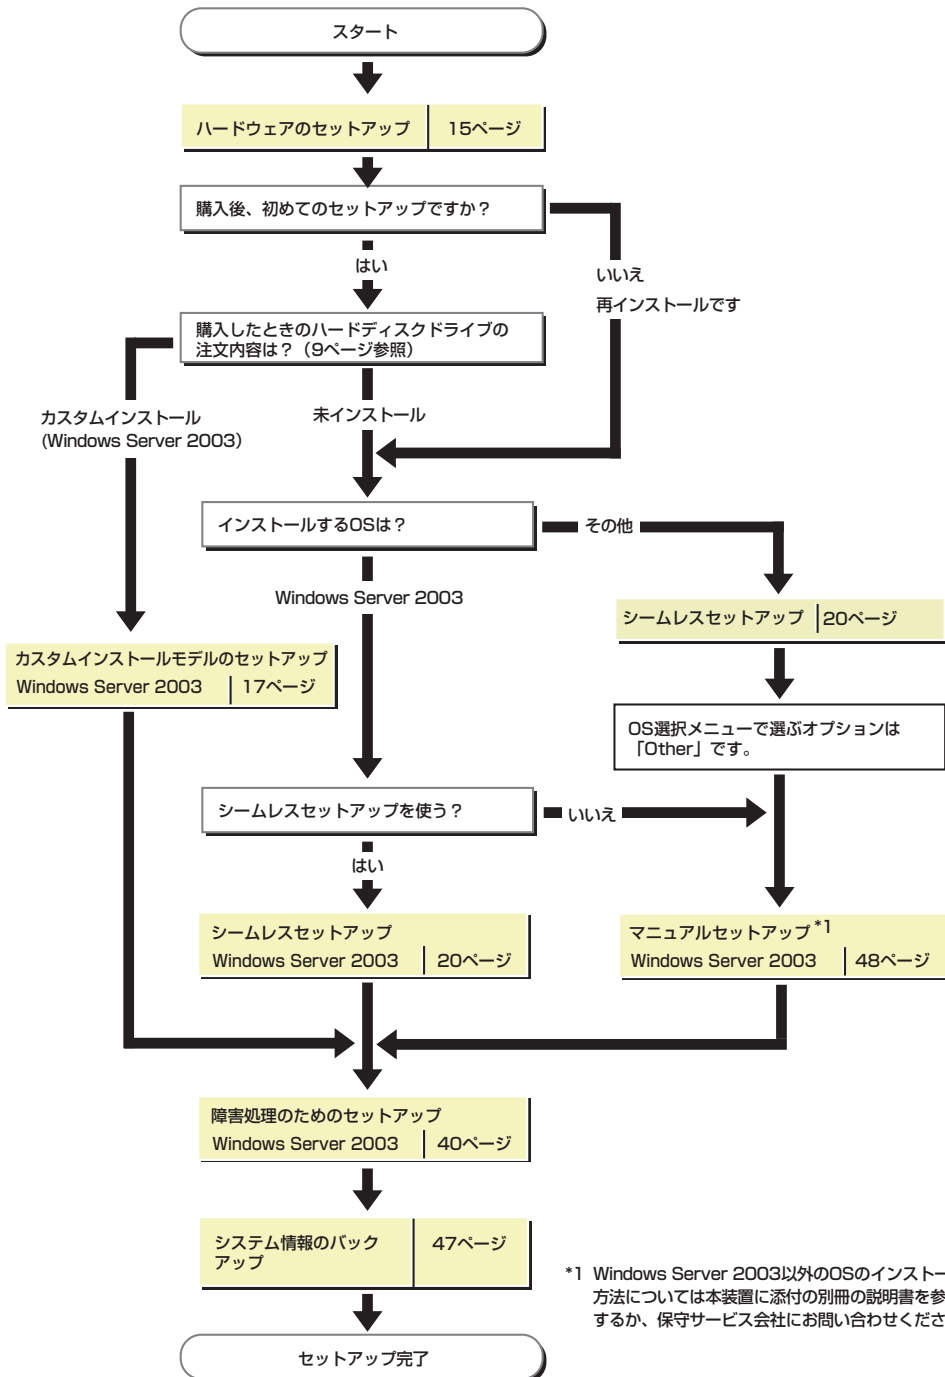 スタート
ハードウェアのセットアップ 15ページ
購入後、初めてのセットアップですか？
はい
いいえ
再インストールです
購入したときのハードディスクドライブの
注文内容は？（9ページ参照）
カスタムインストール
(Windows Server 2003)
未インストール
インストールするOSは？
その他
Windows Server 2003
シームレスセットアップ 20ページ
カスタムインストールモデルのセットアップ
Windows Server 2003 17ページ
OS選択メニューで選ぶオプションは
「Other」です。
シームレスセットアップを使う？
いいえ
はい
シームレスセットアップ
Windows Server 2003 20ページ
マニュアルセットアップ*1
Windows Server 2003 48ページ
障害処理のためのセットアップ
Windows Server 2003 40ページ
システム情報のバック
アップ
47ページ
*1 Windows Server 2003以外のOSのインストー
方法については本装置に添付の別冊の説明書を参
するか、保守サービス会社にお問い合わせくださ
セットアップ完了